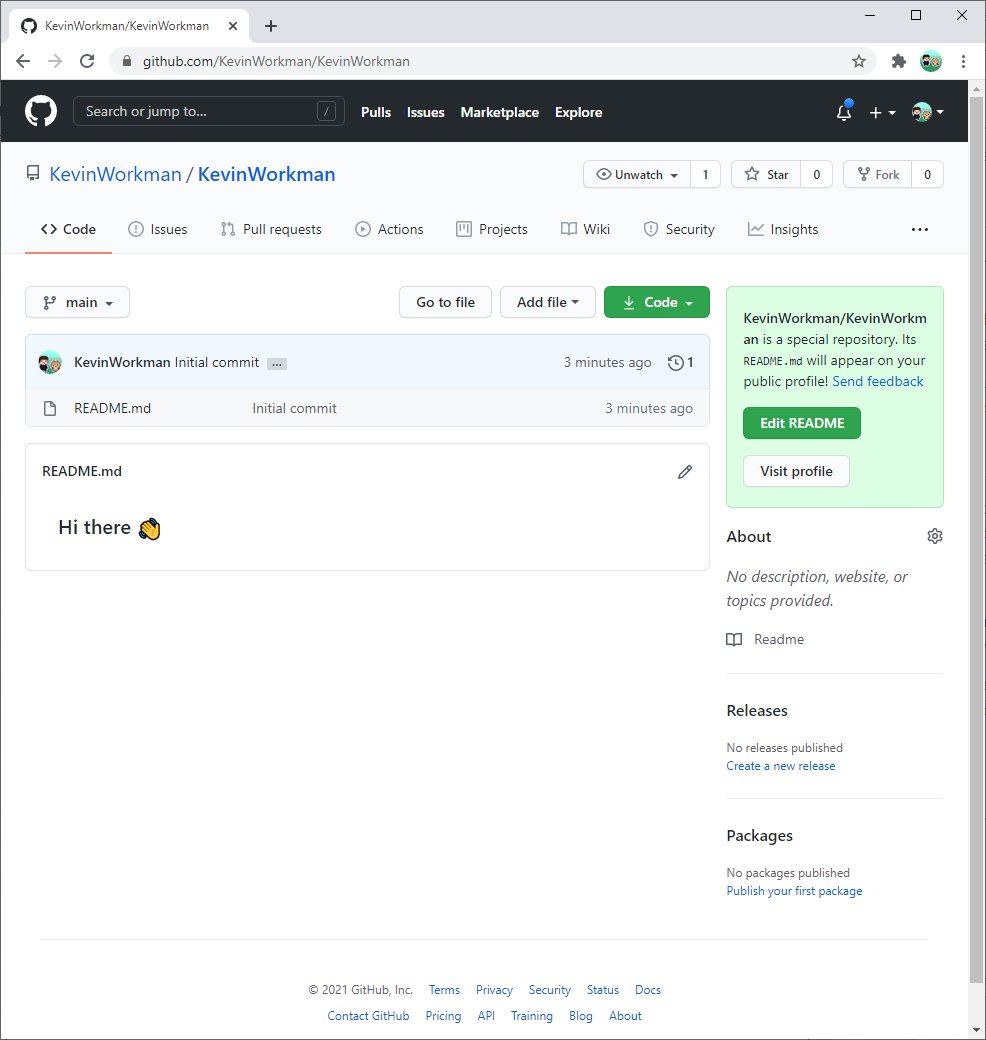 KevinWorkman/KevinWorkman
github.com/KevinWorkman/KevinWorkman
Search or jump to... / Pulls Issues Marketplace Explore
KevinWorkman / KevinWorkman Unwatch 1 Star 0 Fork 0
Code Issues Pull requests Actions Projects Wiki Security Insights ...
main Go to file Add file Code
KevinWorkman Initial commit ... 3 minutes ago 1
README.md Initial commit 3 minutes ago
README.md
Hi there 👋
KevinWorkman/KevinWorkm
an is a special repository. Its
README.md will appear on your
public profile! Send feedback
Edit README
Visit profile
About
No description, website, or
topics provided.
Readme
Releases
No releases published
Create a new release
Packages
No packages published
Publish your first package
© 2021 GitHub, Inc. Terms Privacy Security Status Docs
Contact GitHub Pricing API Training Blog About